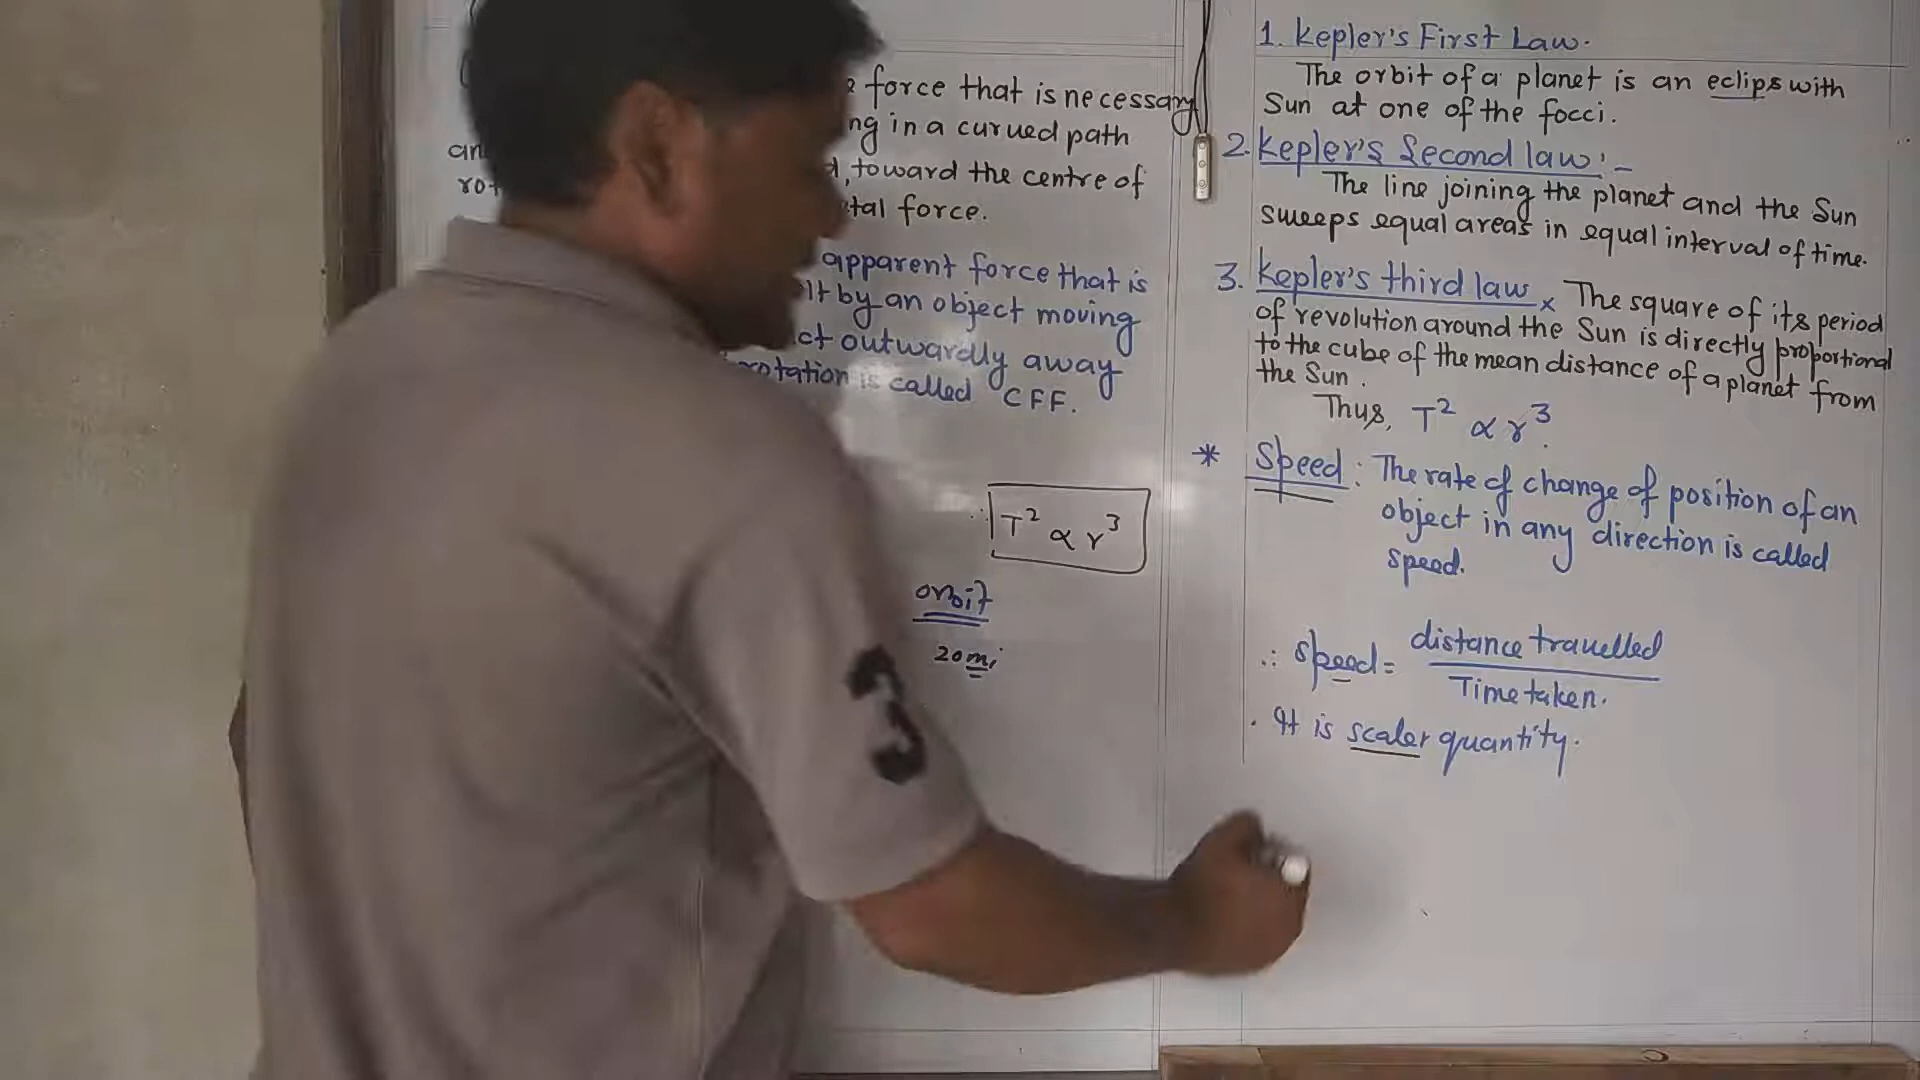 force that is necessary
ng in a curved path
an
d, toward the centre of
rot
tal force.
apparent force that is
lt by an object moving
ct outwardly away
rotation is called CFF.
∴ T² ∝ r³
orbit
20mi
3
1. Kepler's First Law.
The orbit of a planet is an eclips with
Sun at one of the focci.
2. Kepler's Second law:-
The line joining the planet and the Sun
sweeps equal areas in equal interval of time.
3. Kepler's third law x The square of its period
of revolution around the Sun is directly proportional
to the cube of the mean distance of a planet from
the Sun.
Thus, T² ∝ r³.
* Speed: The rate of change of position of an
object in any direction is called
speed.
∴ Speed = distance travelled
Time taken.
. It is scaler quantity.